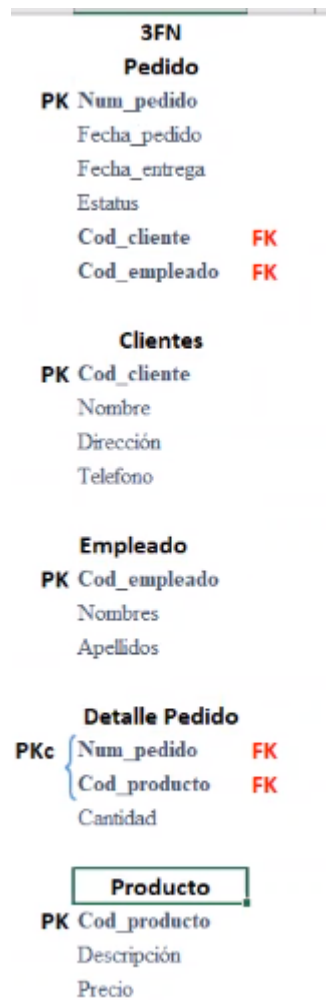 3FN
Pedido
PK Num_pedido
Fecha_pedido
Fecha_entrega
Estatus
Cod_cliente FK
Cod_empleado FK
Clientes
PK Cod_cliente
Nombre
Dirección
Telefono
Empleado
PK Cod_empleado
Nombres
Apellidos
Detalle Pedido
PKc Num_pedido FK
Cod_producto FK
Cantidad
Producto
PK Cod_producto
Descripción
Precio